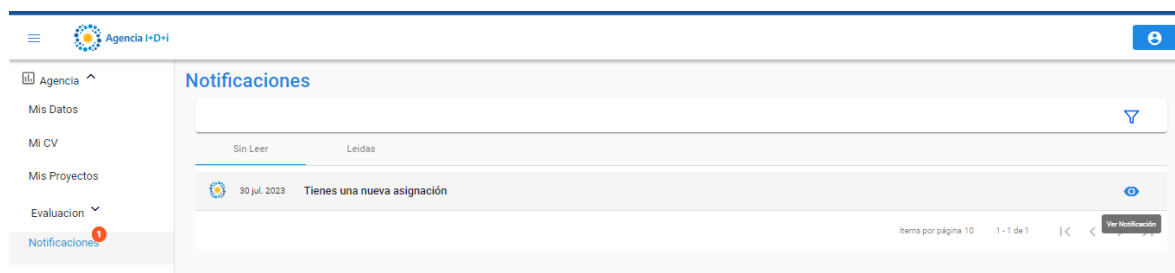 Agencia I+D+i
Agencia
Mis Datos
Mi CV
Mis Proyectos
Evaluacion
Notificaciones
1
Notificaciones
Sin Leer
Leidas
30 jul. 2023 Tienes una nueva asignación
Ver Notificación
Items por página 10 1 - 1 de 1